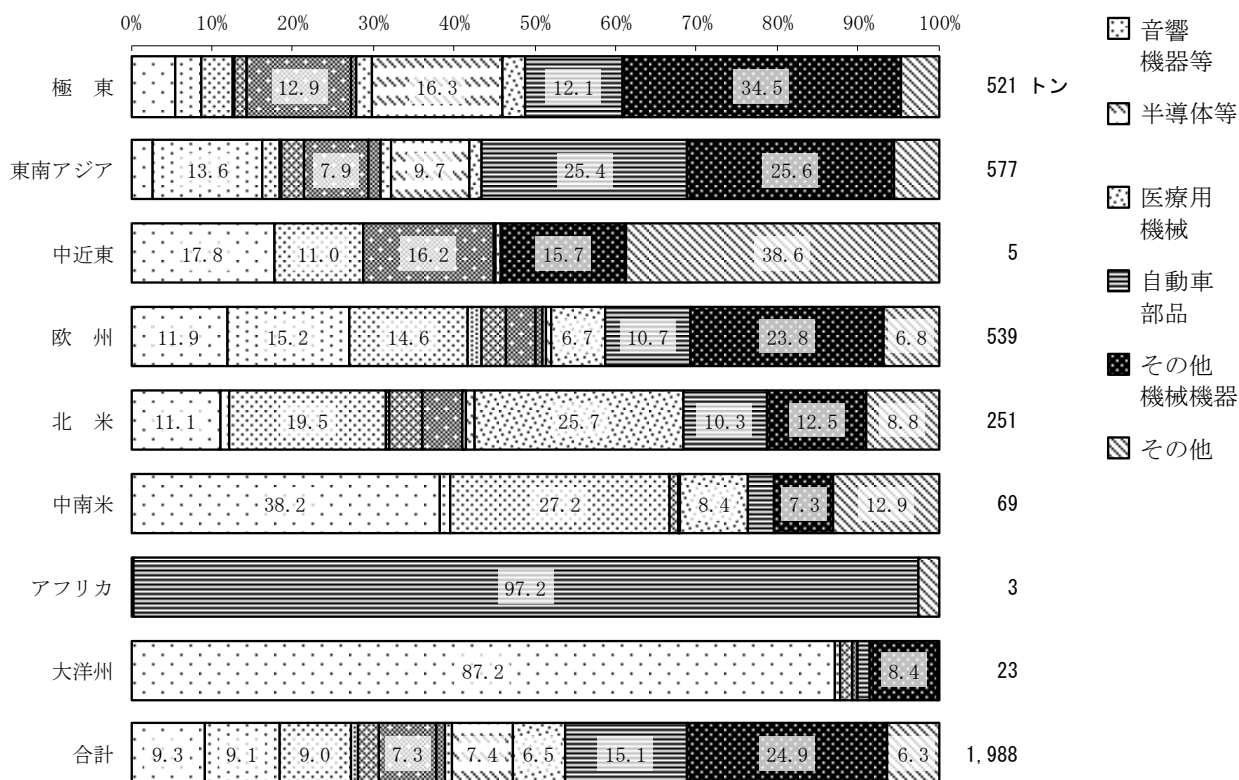 0% 10% 20% 30% 40% 50% 60% 70% 80% 90% 100%
極 東 12.9 16.3 12.1 34.5 521 トン
東南アジア 13.6 7.9 9.7 25.4 25.6 577
中近東 17.8 11.0 16.2 15.7 38.6 5
欧 州 11.9 15.2 14.6 6.7 10.7 23.8 6.8 539
北 米 11.1 19.5 25.7 10.3 12.5 8.8 251
中南米 38.2 27.2 8.4 7.3 12.9 69
アフリカ 97.2 3
大洋州 87.2 8.4 23
合計 9.3 9.1 9.0 7.3 7.4 6.5 15.1 24.9 6.3 1,988
音響
機器等
半導体等
医療用
機械
自動車
部品
その他
機械機器
その他